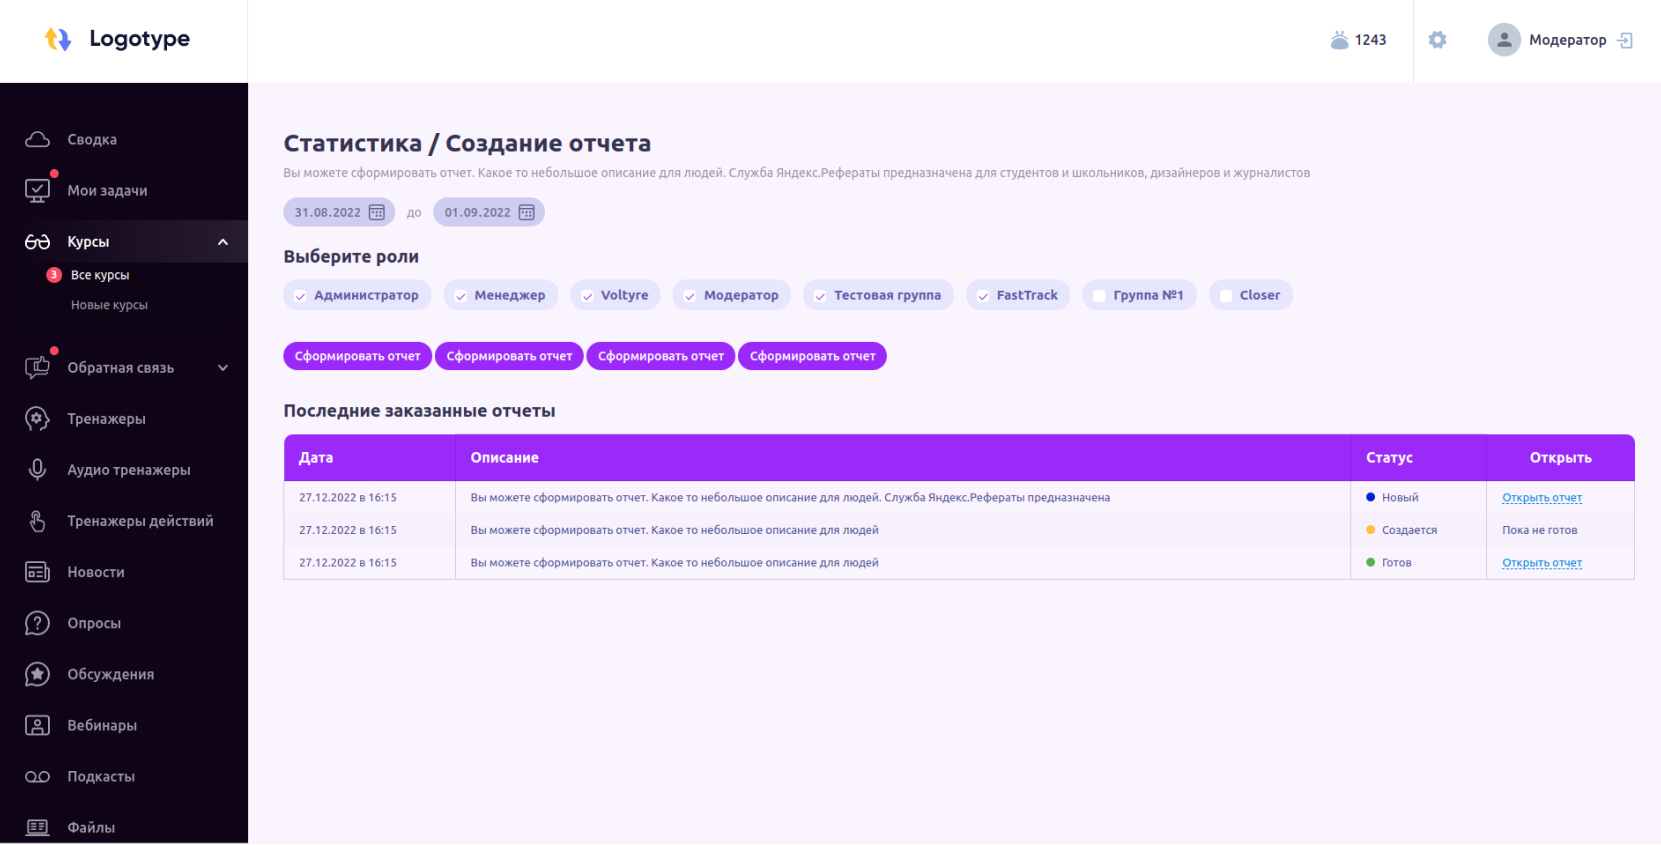 Logotype
1243
Модератор
Сводка
Мои задачи
Курсы
3 Все курсы
Новые курсы
Обратная связь
Тренажеры
Аудио тренажеры
Тренажеры действий
Новости
Опросы
Обсуждения
Вебинары
Подкасты
Файлы
Статистика / Создание отчета
Вы можете сформировать отчет. Какое то небольшое описание для людей. Служба Яндекс.Рефераты предназначена для студентов и школьников, дизайнеров и журналистов
31.08.2022 до 01.09.2022
Выберите роли
Администратор Менеджер Voltyre Модератор Тестовая группа FastTrack Группа №1 Closer
Сформировать отчет Сформировать отчет Сформировать отчет Сформировать отчет
Последние заказанные отчеты
Дата Описание Статус Открыть
27.12.2022 в 16:15 Вы можете сформировать отчет. Какое то небольшое описание для людей. Служба Яндекс.Рефераты предназначена Новый Открыть отчет
27.12.2022 в 16:15 Вы можете сформировать отчет. Какое то небольшое описание для людей Создается Пока не готов
27.12.2022 в 16:15 Вы можете сформировать отчет. Какое то небольшое описание для людей Готов Открыть отчет